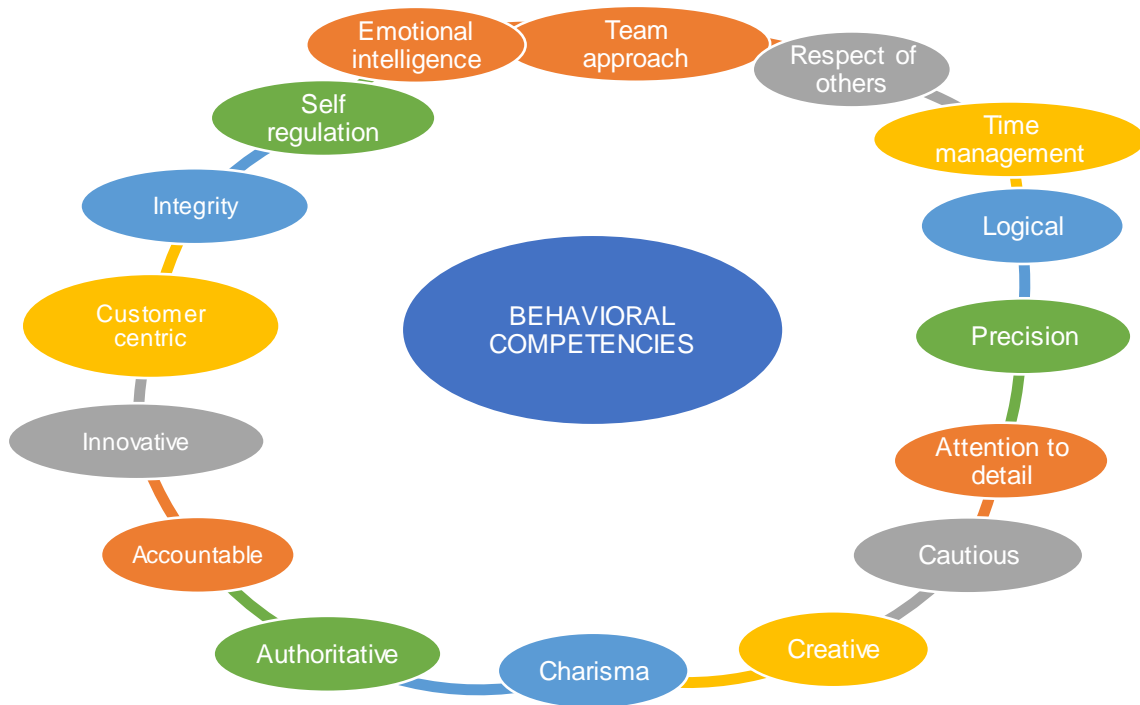 Emotional
intelligence
Team
approach
Respect of
others
Time
management
Logical
Precision
Attention to
detail
Cautious
Creative
Charisma
Authoritative
Accountable
Innovative
Customer
centric
Integrity
Self
regulation
BEHAVIORAL
COMPETENCIES